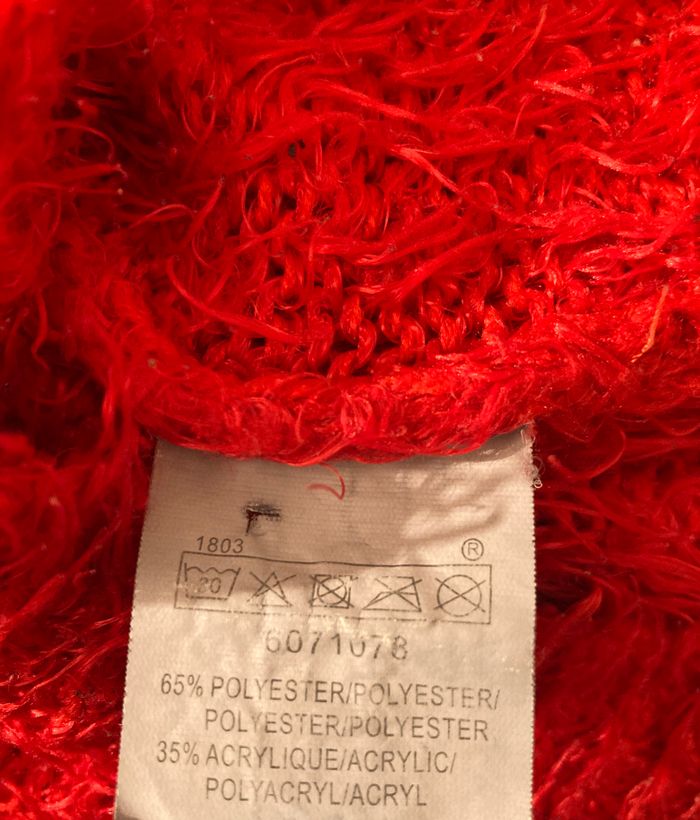 1803 ®
30
6071078
65% POLYESTER/POLYESTER/
POLYESTER/POLYESTER
35% ACRYLIQUE/ACRYLIC/
POLYACRYL/ACRYL